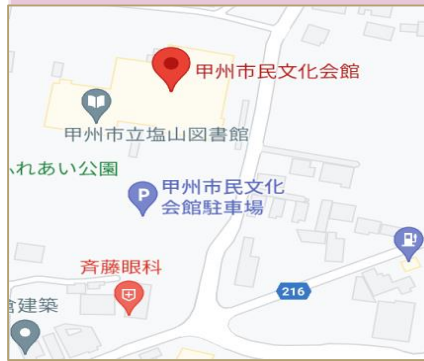 甲州市民文化会館
甲州市立塩山図書館
れあい公園
P
甲州市民文化
会館駐車場
斉藤眼科
216
建築